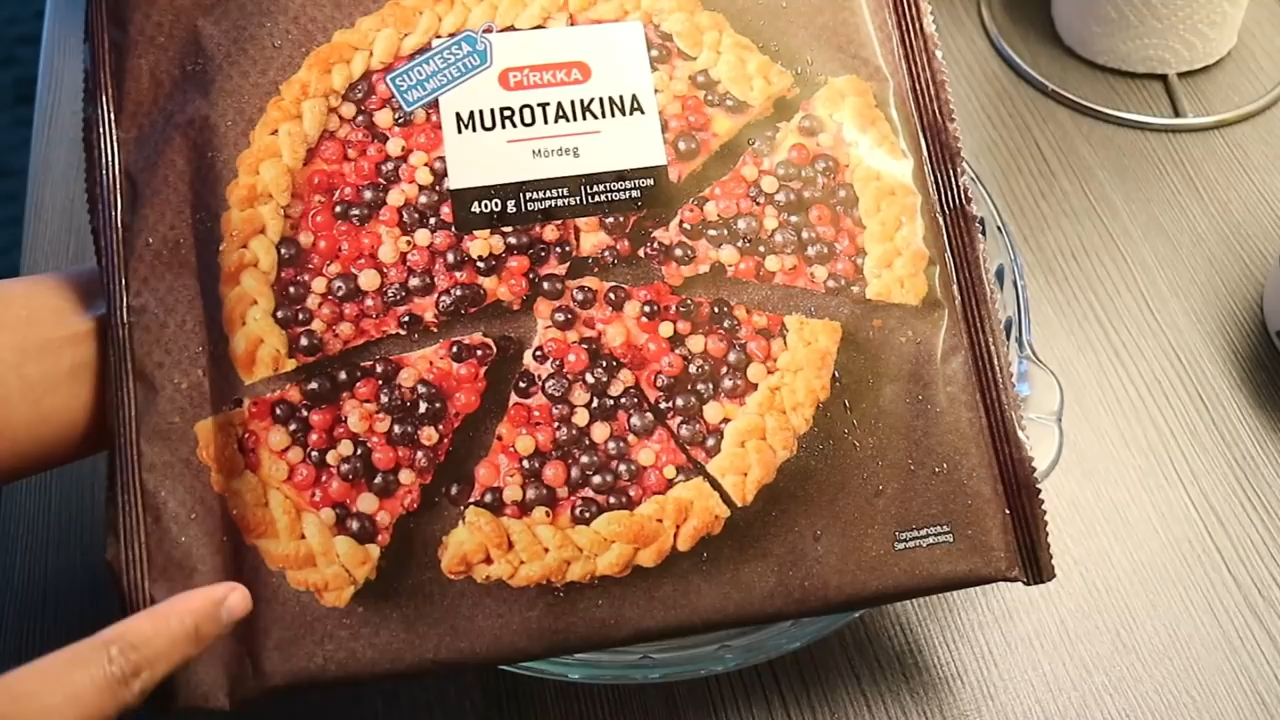 SUOMESSA
VALMISTETTU
PIRKKA
MUROTAIKINA
Mördeg
400 g
PAKASTE
DJUPFRYST
LAKTOOSITON
LAKTOSFRI
Tarjoiluehdotus/
Serveringsförslag